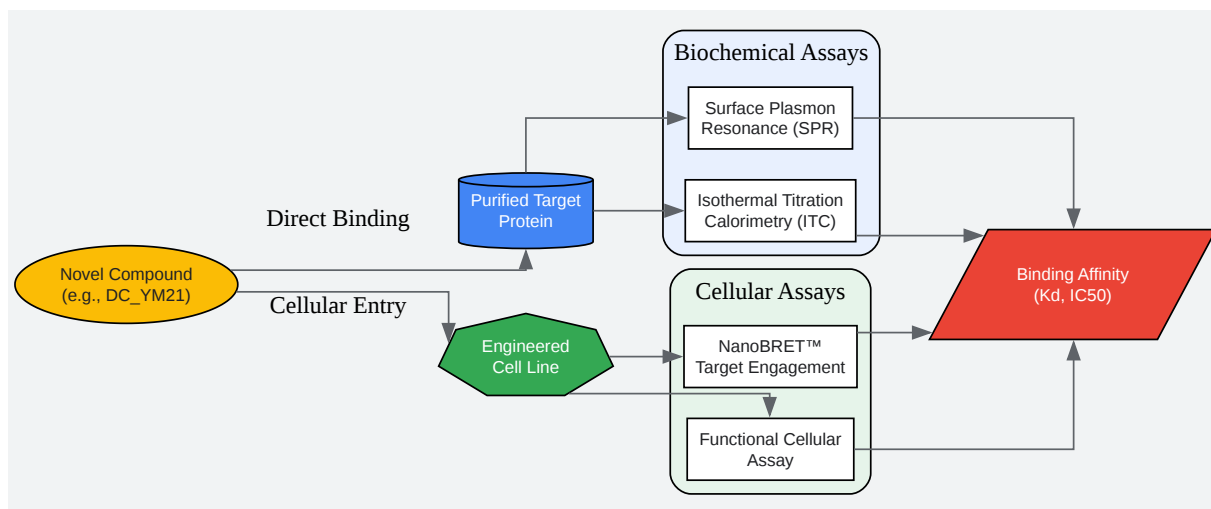 Biochemical Assays
Surface Plasmon
Resonance (SPR)
Purified Target
Protein
Isothermal Titration
Calorimetry (ITC)
Direct Binding
Novel Compound
(e.g., DC_YM21)
Cellular Entry
Binding Affinity
(Kd, IC50)
Cellular Assays
Engineered
Cell Line
NanoBRET™
Target Engagement
Functional Cellular
Assay